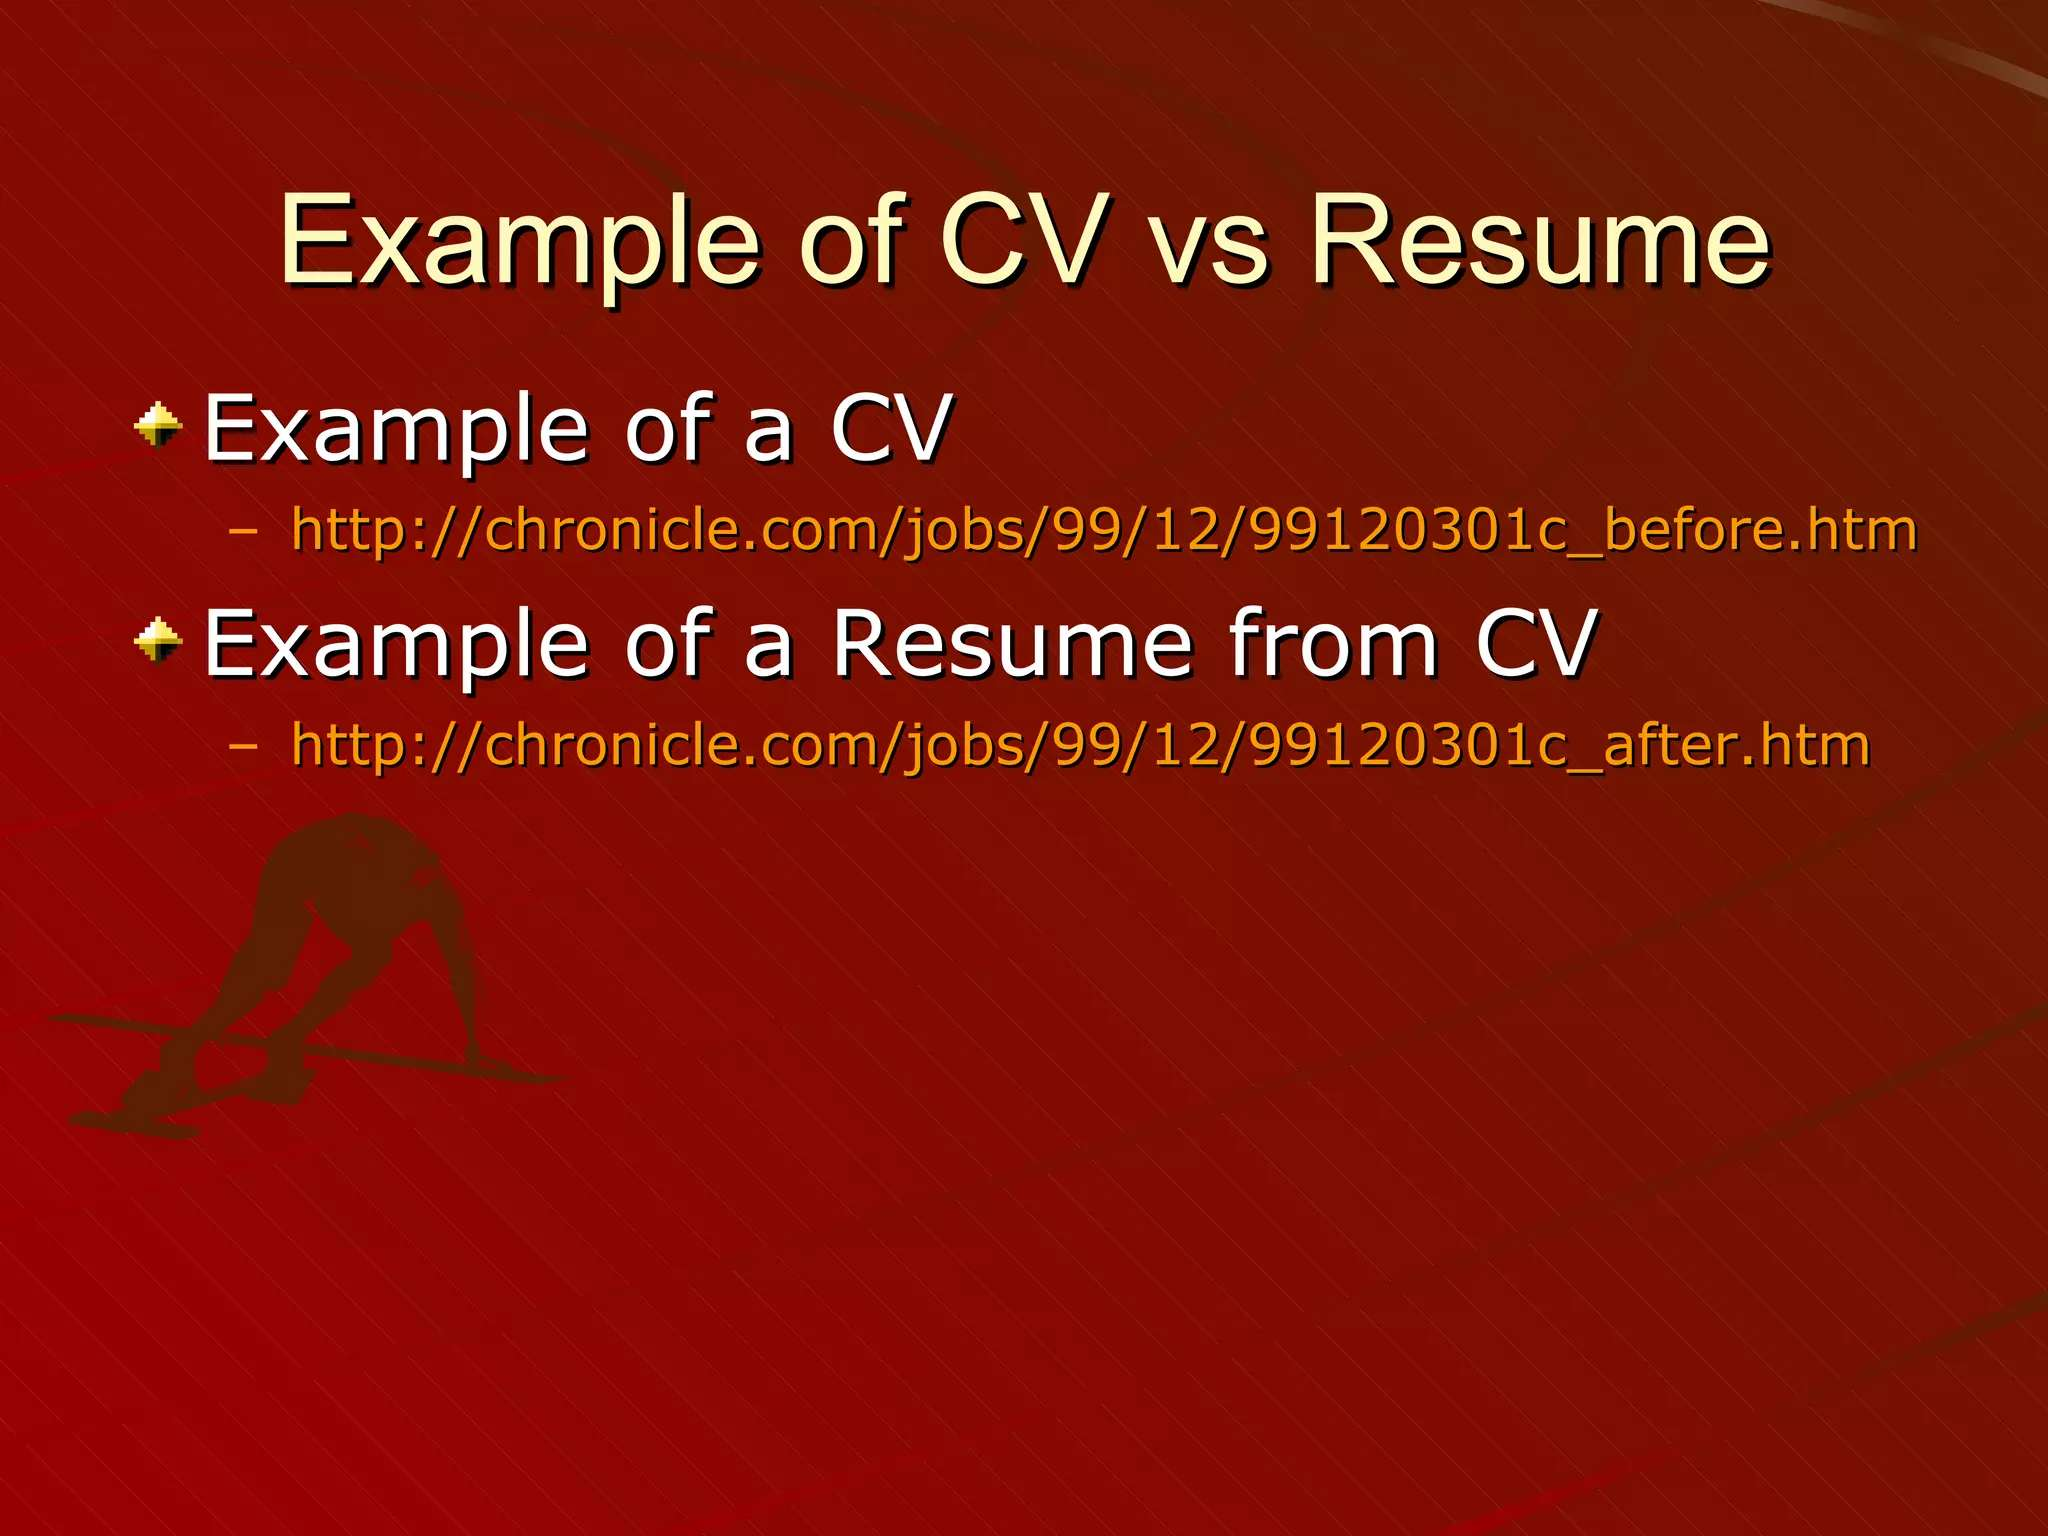 Example of CV vs Resume
Example of a CV
– http://chronicle.com/jobs/99/12/99120301c_before.htm
Example of a Resume from CV
– http://chronicle.com/jobs/99/12/99120301c_after.htm